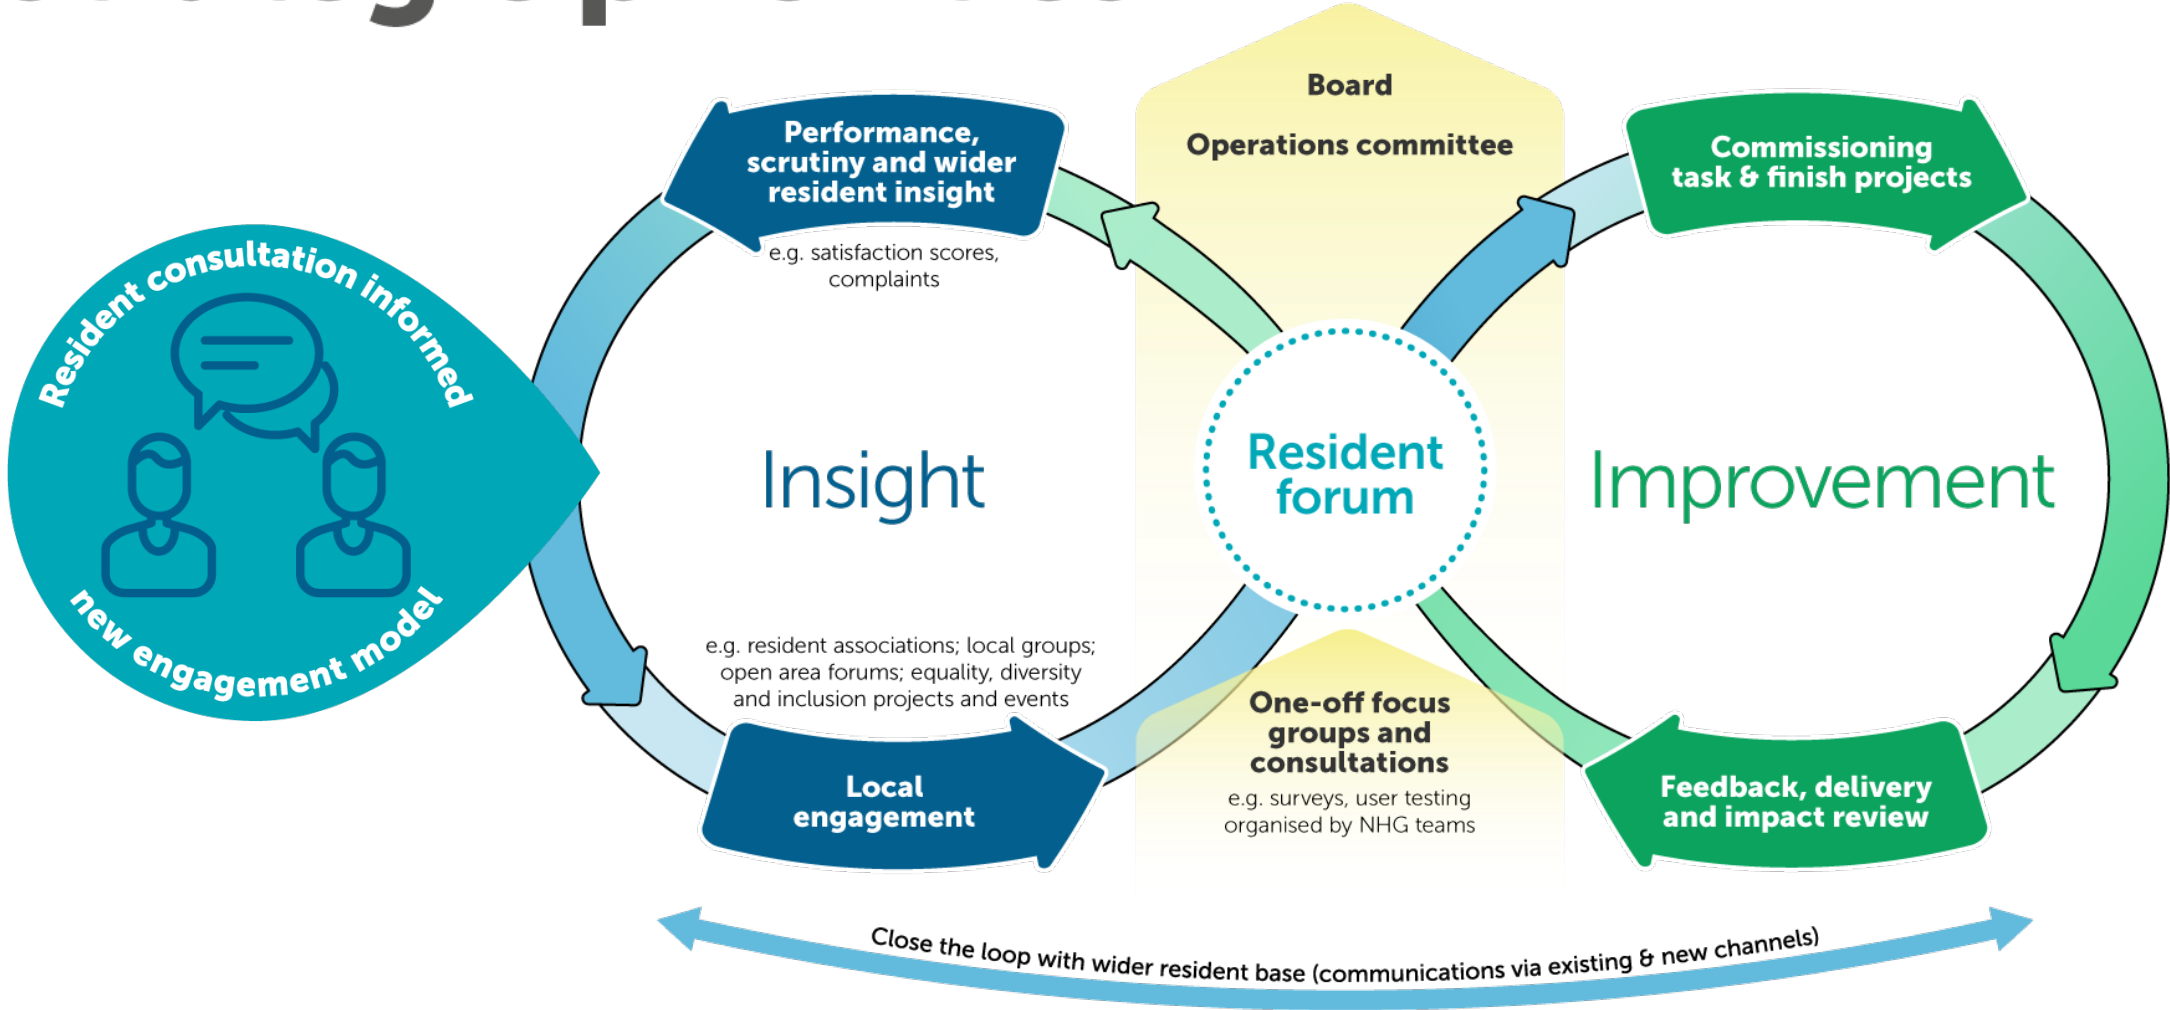 Board
Operations committee
Performance,
scrutiny and wider
resident insight
e.g. satisfaction scores,
complaints
Commissioning
task & finish projects
Resident consultation informed
new engagement model
Insight
Resident
forum
Improvement
e.g. resident associations; local groups;
open area forums; equality, diversity
and inclusion projects and events
Local
engagement
One-off focus
groups and
consultations
e.g. surveys, user testing
organised by NHG teams
Feedback, delivery
and impact review
Close the loop with wider resident base (communications via existing & new channels)